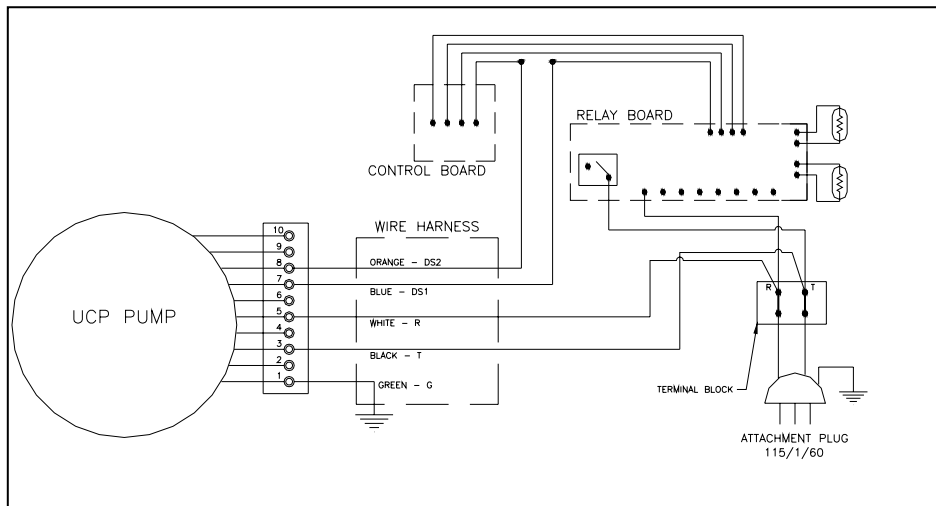 RELAY BOARD
CONTROL BOARD
WIRE HARNESS
10
9
8
7
6
5
4
3
2
1
ORANGE - DS2
BLUE - DS1
WHITE - R
BLACK - T
GREEN - G
UCP PUMP
R T
TERMINAL BLOCK
ATTACHMENT PLUG
115/1/60